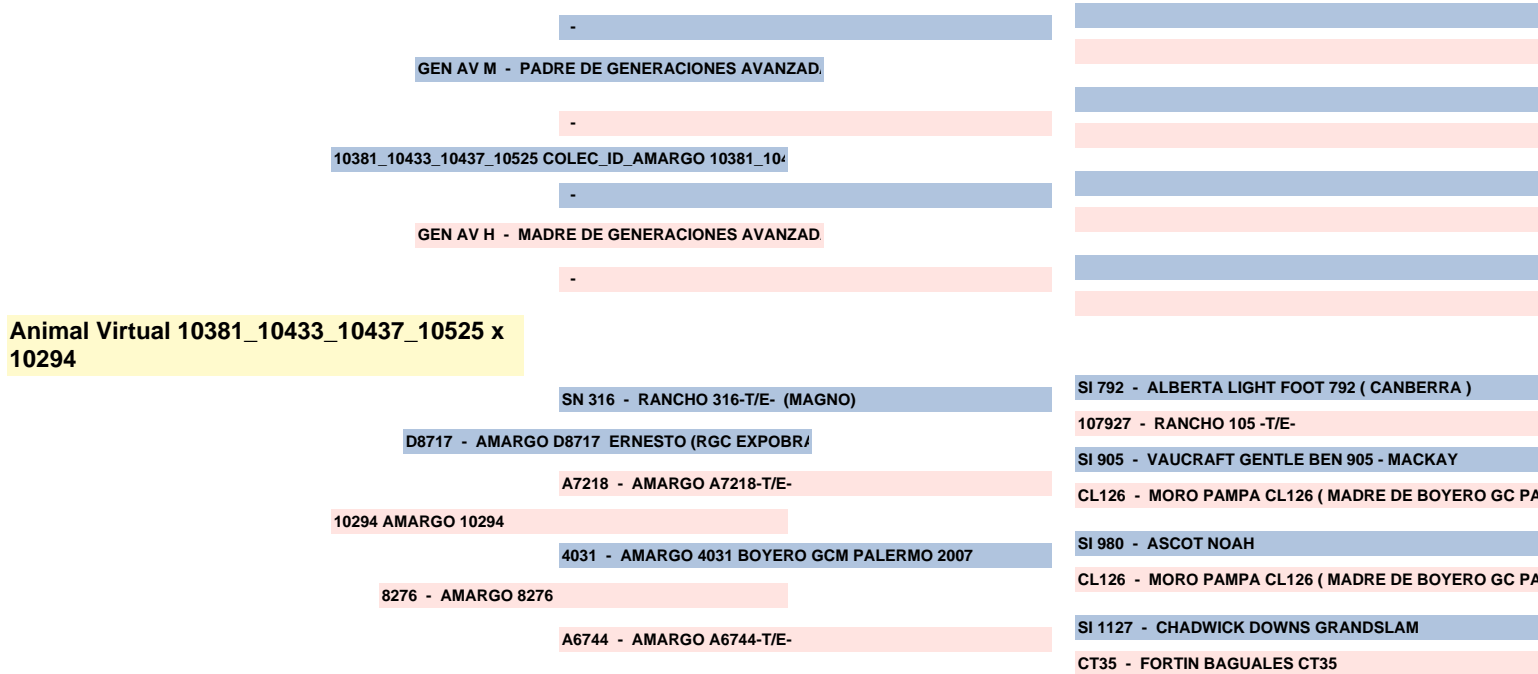 -
GEN AV M - PADRE DE GENERACIONES AVANZAD
-
10381_10433_10437_10525 COLEC_ID_AMARGO 10381_104
-
GEN AV H - MADRE DE GENERACIONES AVANZAD
-
Animal Virtual 10381_10433_10437_10525 x
10294
SI 792 - ALBERTA LIGHT FOOT 792 ( CANBERRA )
SN 316 - RANCHO 316-T/E- (MAGNO)
107927 - RANCHO 105 -T/E-
D8717 - AMARGO D8717 ERNESTO (RGC EXPOBRA
SI 905 - VAUCRAFT GENTLE BEN 905 - MACKAY
A7218 - AMARGO A7218-T/E-
CL126 - MORO PAMPA CL126 ( MADRE DE BOYERO GC PA
10294 AMARGO 10294
SI 980 - ASCOT NOAH
4031 - AMARGO 4031 BOYERO GCM PALERMO 2007
CL126 - MORO PAMPA CL126 ( MADRE DE BOYERO GC PA
8276 - AMARGO 8276
SI 1127 - CHADWICK DOWNS GRANDSLAM
A6744 - AMARGO A6744-T/E-
CT35 - FORTIN BAGUALES CT35